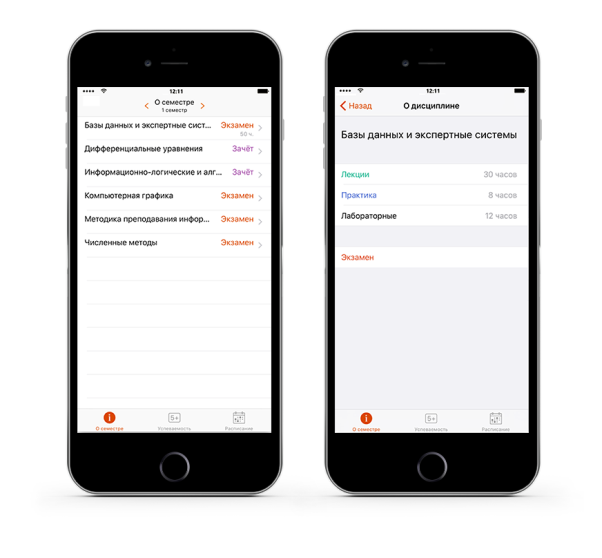 12:11
О семестре
1 семестр
Базы данных и экспертные сист... Экзамен
50 ч.
Дифференциальные уравнения Зачёт
Информационно-логические и алг... Зачёт
Компьютерная графика Экзамен
Методика преподавания инфор... Экзамен
Численные методы Экзамен
О семестре 5+ Успеваемость Расписание
12:11
Назад О дисциплине
Базы данных и экспертные системы
Лекции 30 часов
Практика 8 часов
Лабораторные 12 часов
Экзамен
О семестре 5+ Успеваемость Расписание